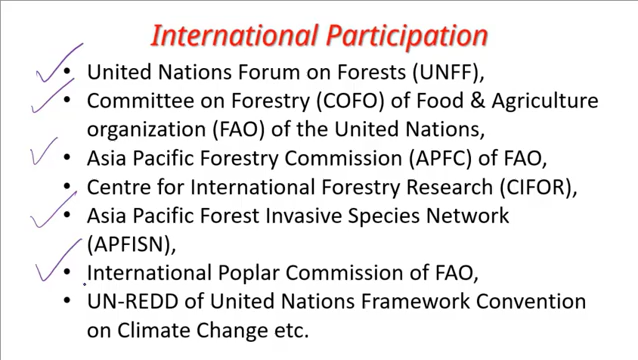 International Participation
• United Nations Forum on Forests (UNFF),
• Committee on Forestry (COFO) of Food & Agriculture
organization (FAO) of the United Nations,
• Asia Pacific Forestry Commission (APFC) of FAO,
• Centre for International Forestry Research (CIFOR),
• Asia Pacific Forest Invasive Species Network
(APFISN),
• International Poplar Commission of FAO,
• UN-REDD of United Nations Framework Convention
on Climate Change etc.